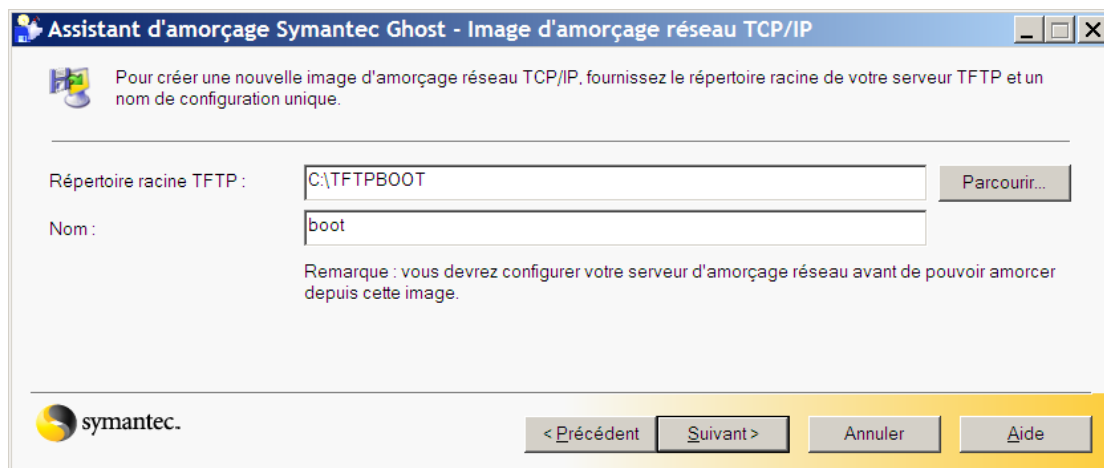 Assistant d'amorçage Symantec Ghost - Image d'amorçage réseau TCP/IP
Pour créer une nouvelle image d'amorçage réseau TCP/IP, fournissez le répertoire racine de votre serveur TFTP et un
nom de configuration unique.
Répertoire racine TFTP :
C:\TFTPBOOT
Parcourir...
Nom :
boot
Remarque : vous devrez configurer votre serveur d'amorçage réseau avant de pouvoir amorcer
depuis cette image.
symantec.
< Précédent
Suivant >
Annuler
Aide